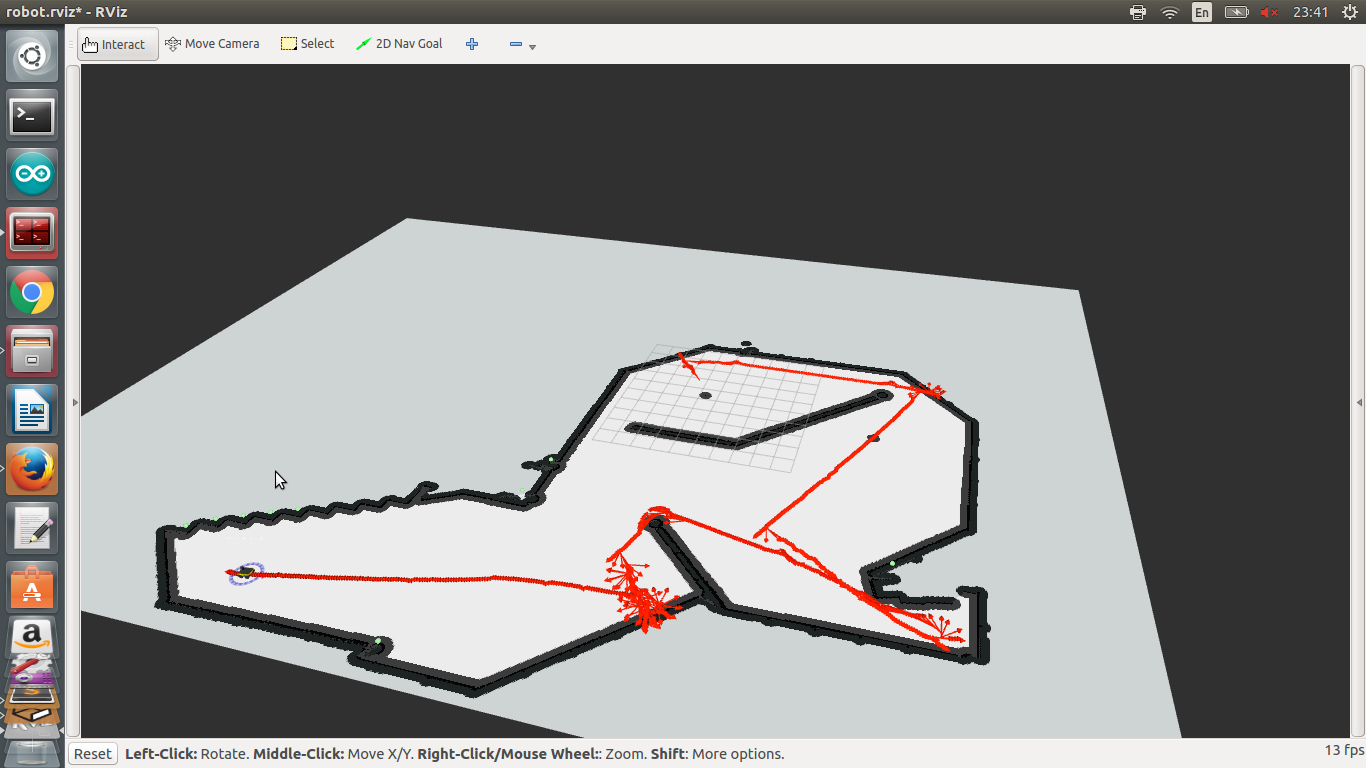 robot.rviz* - RViz
En
23:41
Interact
Move Camera
Select
2D Nav Goal
Reset
Left-Click: Rotate. Middle-Click: Move X/Y. Right-Click/Mouse Wheel:: Zoom. Shift: More options.
13 fps